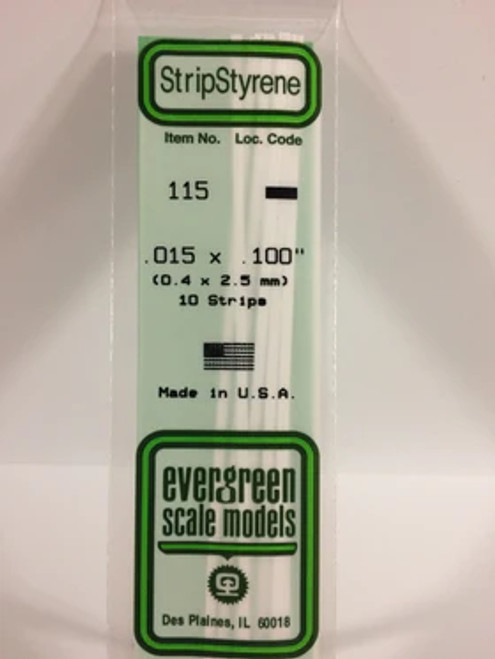 StripStyrene
Item No. Loc. Code
115
.015 x .100"
(0.4 x 2.5 mm)
10 Strips
Made in U.S.A.
evergreen
scale models
Des Plaines, IL 60018